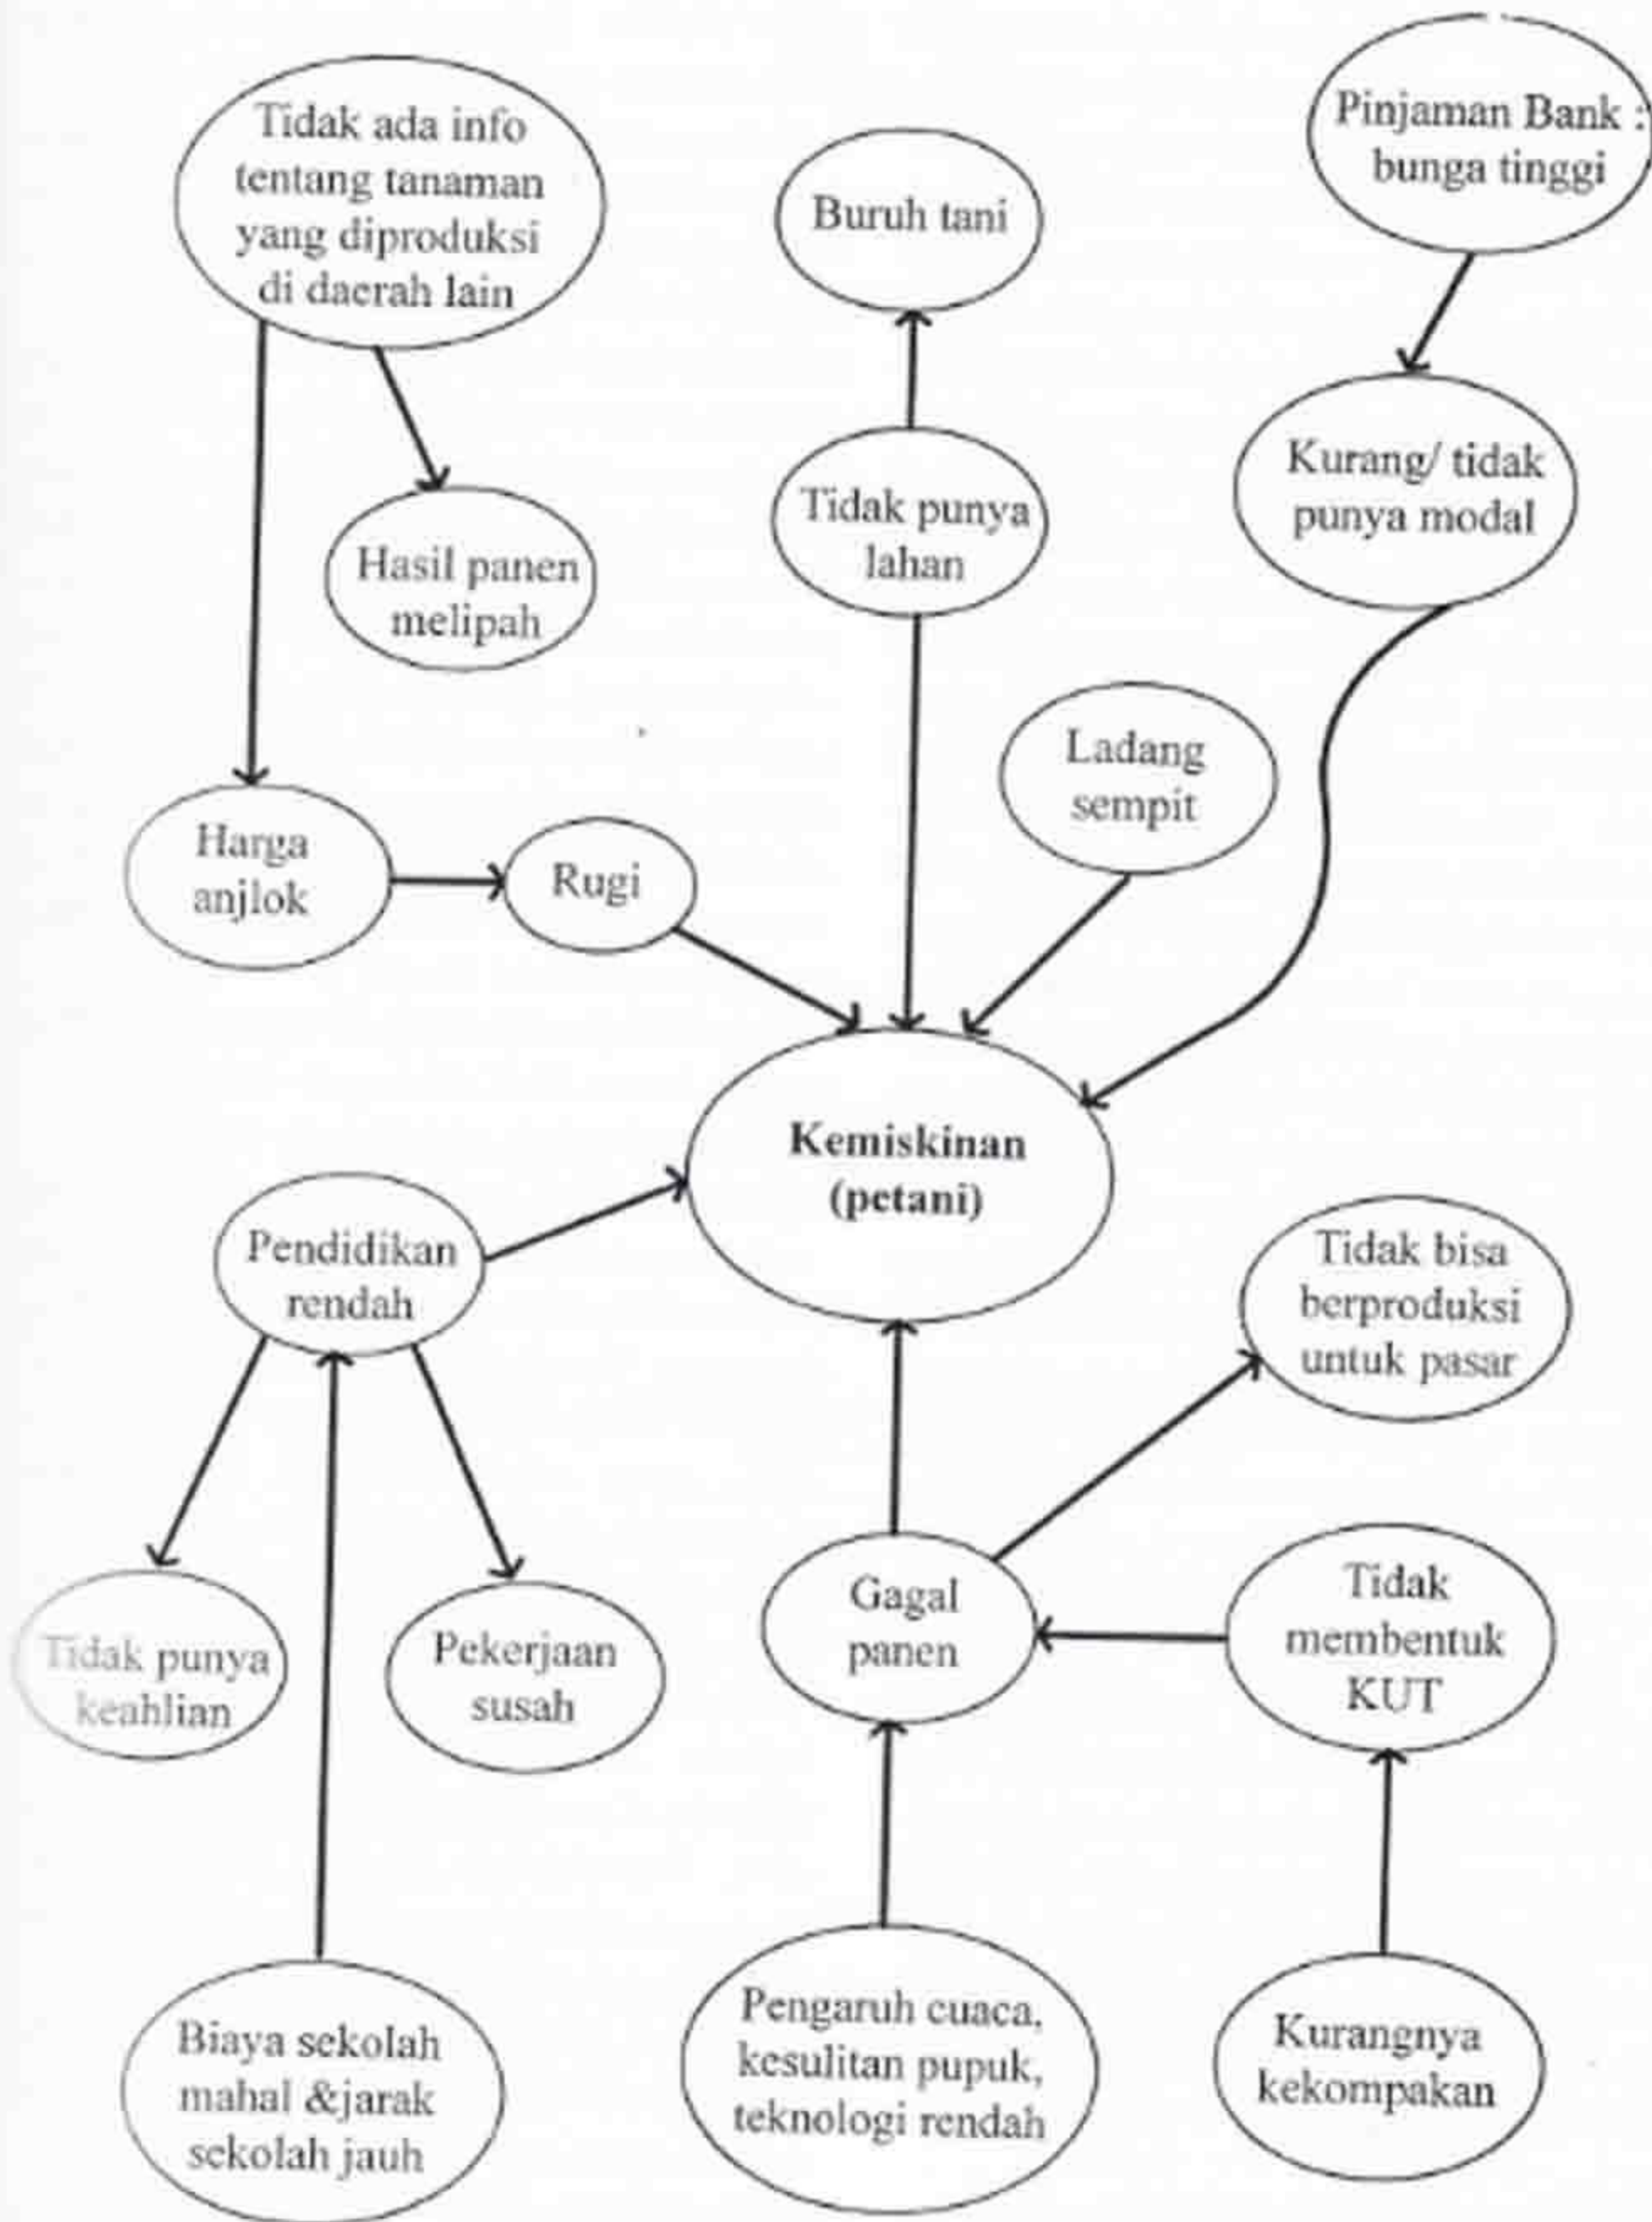 Tidak ada info
tentang tanaman
yang diproduksi
di daerah lain
Buruh tani
Pinjaman Bank :
bunga tinggi
Hasil panen
melipah
Tidak punya
lahan
Kurang/ tidak
punya modal
Ladang
sempit
Harga
anjlok
Rugi
Kemiskinan
(petani)
Pendidikan
rendah
Tidak bisa
berproduksi
untuk pasar
Tidak punya
keahlian
Pekerjaan
susah
Gagal
panen
Tidak
membentuk
KUT
Biaya sekolah
mahal &jarak
sekolah jauh
Pengaruh cuaca,
kesulitan pupuk,
teknologi rendah
Kurangnya
kekompakan